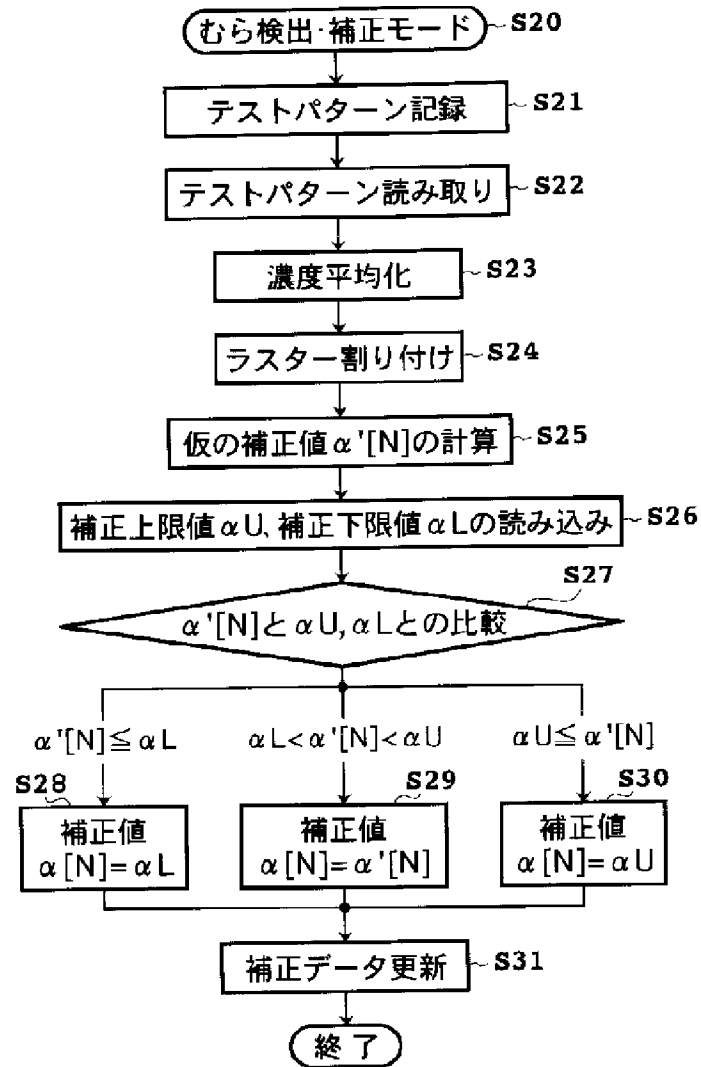 むら検出・補正モード S20
テストパターン記録 S21
テストパターン読み取り S22
濃度平均化 S23
ラスター割り付け S24
仮の補正値α'[N]の計算 S25
補正上限値αU、補正下限値αLの読み込み S26
S27
α'[N]とαU,αLとの比較
α'[N]≦αL αL<α'[N]<αU αU≦α'[N]
S28 S29 S30
補正値 補正値 補正値
α[N]=αL α[N]=α'[N] α[N]=αU
補正データ更新 S31
終了